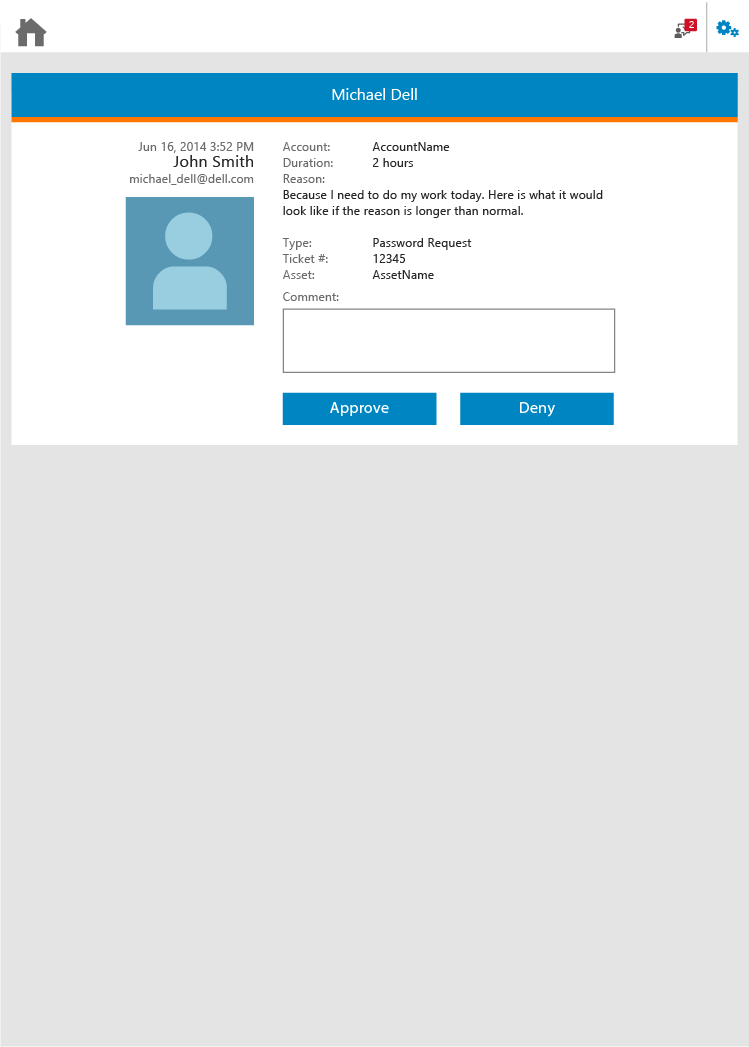 2
Michael Dell
Jun 16, 2014 3:52 PM
John Smith
michael_dell@dell.com
Account: AccountName
Duration: 2 hours
Reason:
Because I need to do my work today. Here is what it would
look like if the reason is longer than normal.
Type: Password Request
Ticket #: 12345
Asset: AssetName
Comment:
Approve Deny